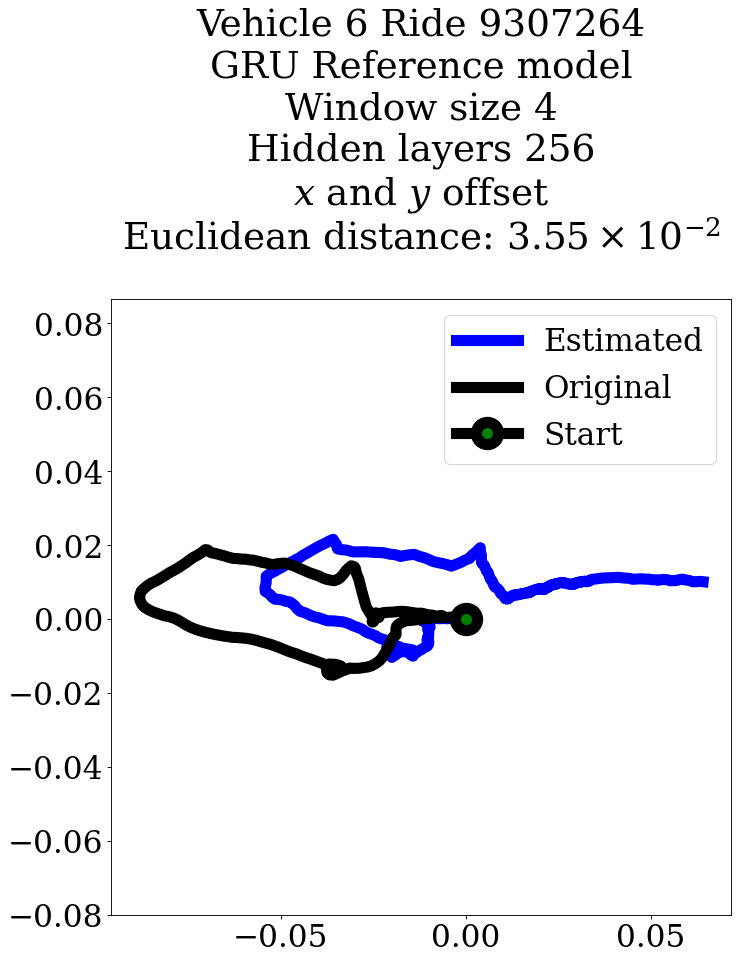 Vehicle 6 Ride 9307264
GRU Reference model
Window size 4
Hidden layers 256
x and y offset
Euclidean distance: 3.55 × 10⁻²
Estimated
Original
Start
0.08
0.06
0.04
0.02
0.00
−0.02
−0.04
−0.06
−0.08
−0.05
0.00
0.05